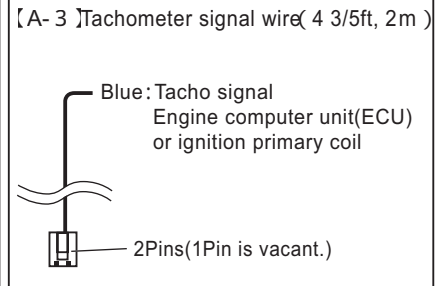 【A-3】Tachometer signal wire( 4 3/5ft, 2m )
Blue:Tacho signal
Engine computer unit(ECU)
or ignition primary coil
2Pins(1Pin is vacant.)